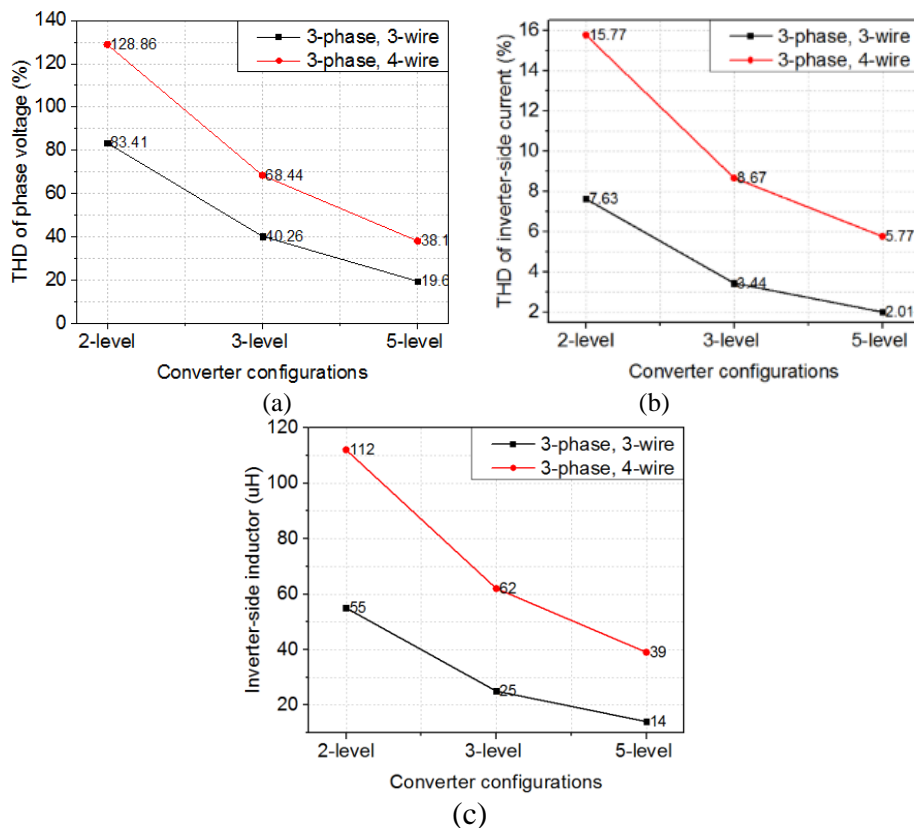 140
120
100
80
60
40
20
0
THD of phase voltage (%)
3-phase, 3-wire
3-phase, 4-wire
128.86
83.41
68.44
40.26
38.1
19.6
2-level
3-level
5-level
Converter configurations
(a)
16
14
12
10
8
6
4
2
THD of inverter-side current (%)
3-phase, 3-wire
3-phase, 4-wire
15.77
7.63
8.67
3.44
5.77
2.01
2-level
3-level
5-level
Converter configurations
(b)
120
100
80
60
40
20
Inverter-side inductor (uH)
3-phase, 3-wire
3-phase, 4-wire
112
55
62
25
39
14
2-level
3-level
5-level
Converter configurations
(c)